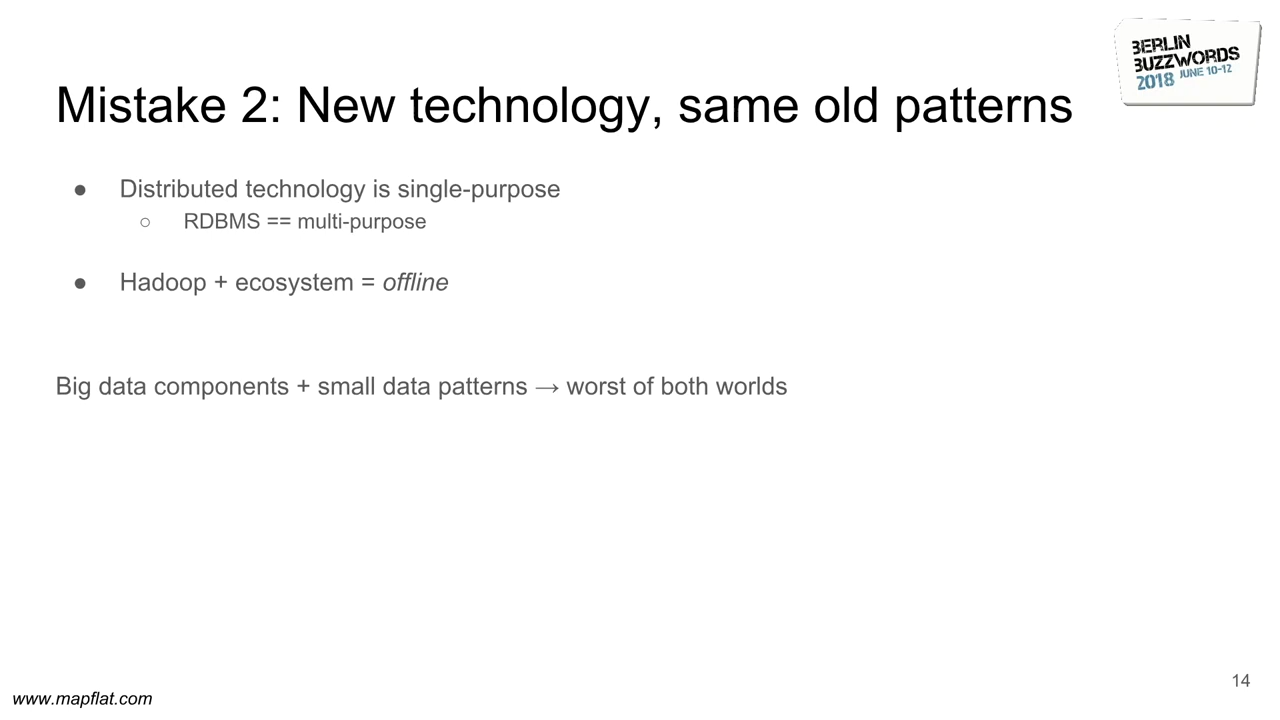 BERLIN
BUZZWORDS
2018 JUNE 10-12
Mistake 2: New technology, same old patterns
● Distributed technology is single-purpose
○ RDBMS == multi-purpose
● Hadoop + ecosystem = offline
Big data components + small data patterns → worst of both worlds
14
www.mapflat.com